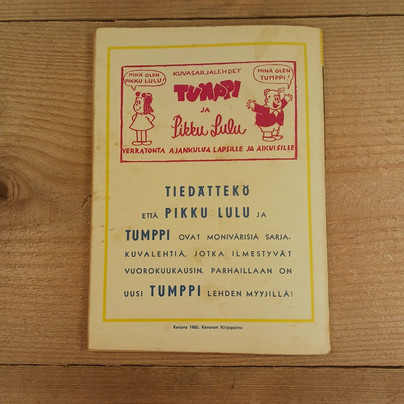 KUVASARJALEHDET
MINÄ OLEN
PIKKU LULU!
MINÄ OLEN
TUMPPI!
TUMPPI
JA
Pikku Lulu
VERRATONTA AJANKULUA LAPSILLE JA AIKUISILLE
TIEDÄTTEKÖ
ETTÄ PIKKU LULU JA
TUMPPI OVAT MONIVÄRISIÄ SARJA-
KUVALEHTIÄ, JOTKA ILMESTYVÄT
VUOROKUUKAUSIN. PARHAILLAAN ON
UUSI TUMPPI LEHDEN MYYJILLÄ!
Kerava 1960. Keravan Kirjapaino